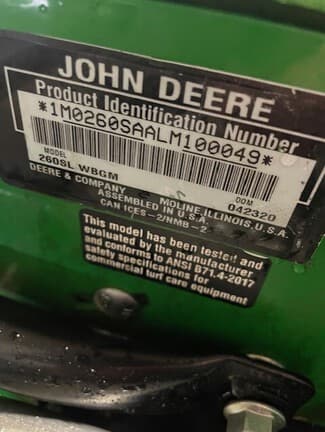 JOHN DEERE
Product Identification Number
*1M0260SAALM100049*
MODEL DOM
260SL WBGM 042320
DEERE & COMPANY MOLINE, ILLINOIS, U.S.A.
ASSEMBLED IN U.S.A.
CAN ICES-2/NMB-2
This model has been tested and
evaluated by the manufacturer
and conforms to ANSI B71.4-2017
safety specifications for
commercial turf care equipment